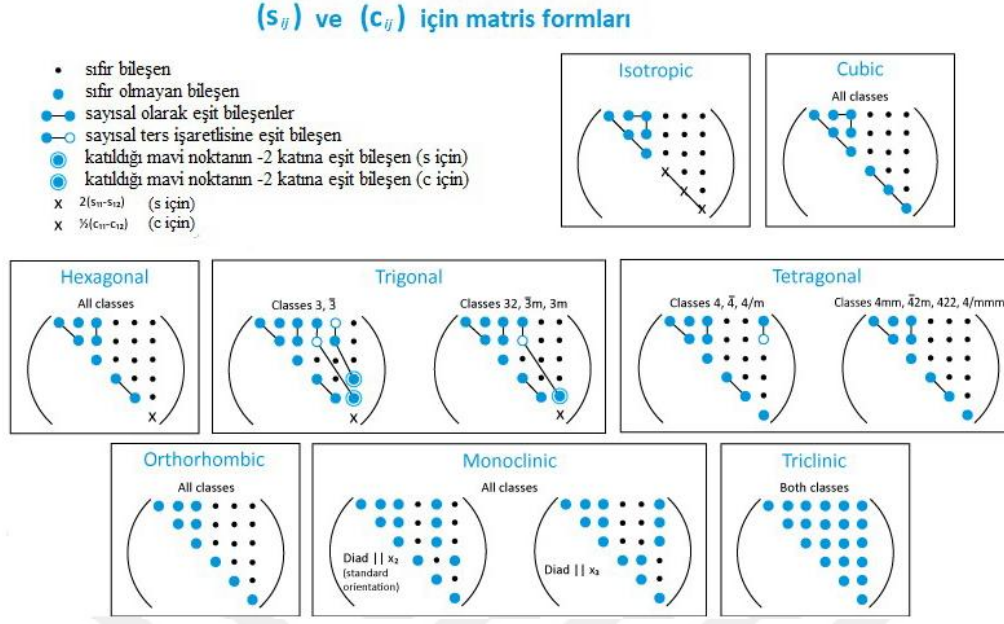 (s ij) ve (c ij) için matris formları
sıfır bileşen
sıfır olmayan bileşen
sayısal olarak eşit bileşenler
sayısal ters işaretlisine eşit bileşen
katıldığı mavi noktanın -2 katına eşit bileşen (s için)
katıldığı mavi noktanın -2 katına eşit bileşen (c için)
x 2(s₁₁-s₁₂) (s için)
x ½(c₁₁-c₁₂) (c için)
Isotropic
x
x
x
Cubic
All classes
Hexagonal
All classes
x
Trigonal
Classes 3, 3̅
x
Classes 32, 3̅m, 3m
x
Tetragonal
Classes 4, 4̅, 4/m
Classes 4mm, 4̅2m, 422, 4/mmm
Orthorhombic
All classes
Monoclinic
All classes
Diad || x₂
(standard
orientation)
Diad || x₃
Triclinic
Both classes